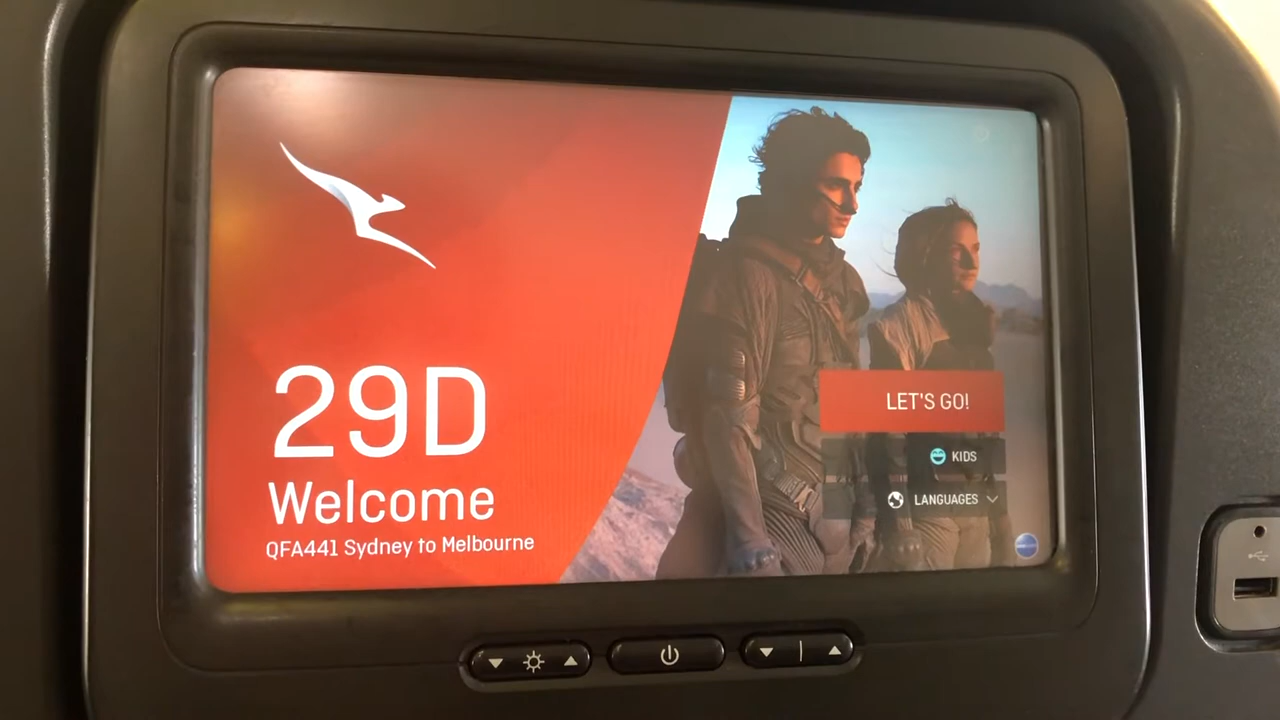 29D
Welcome
QFA441 Sydney to Melbourne
LET'S GO!
KIDS
LANGUAGES